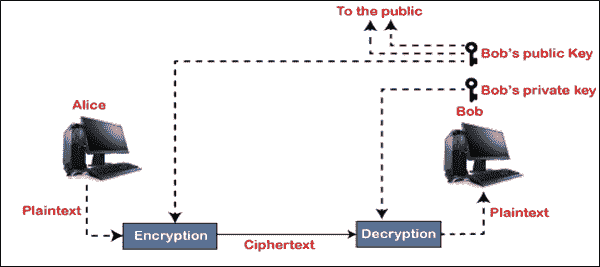 To the public
Bob's public Key
Bob's private key
Alice
Bob
Plaintext
Plaintext
Encryption
Ciphertext
Decryption